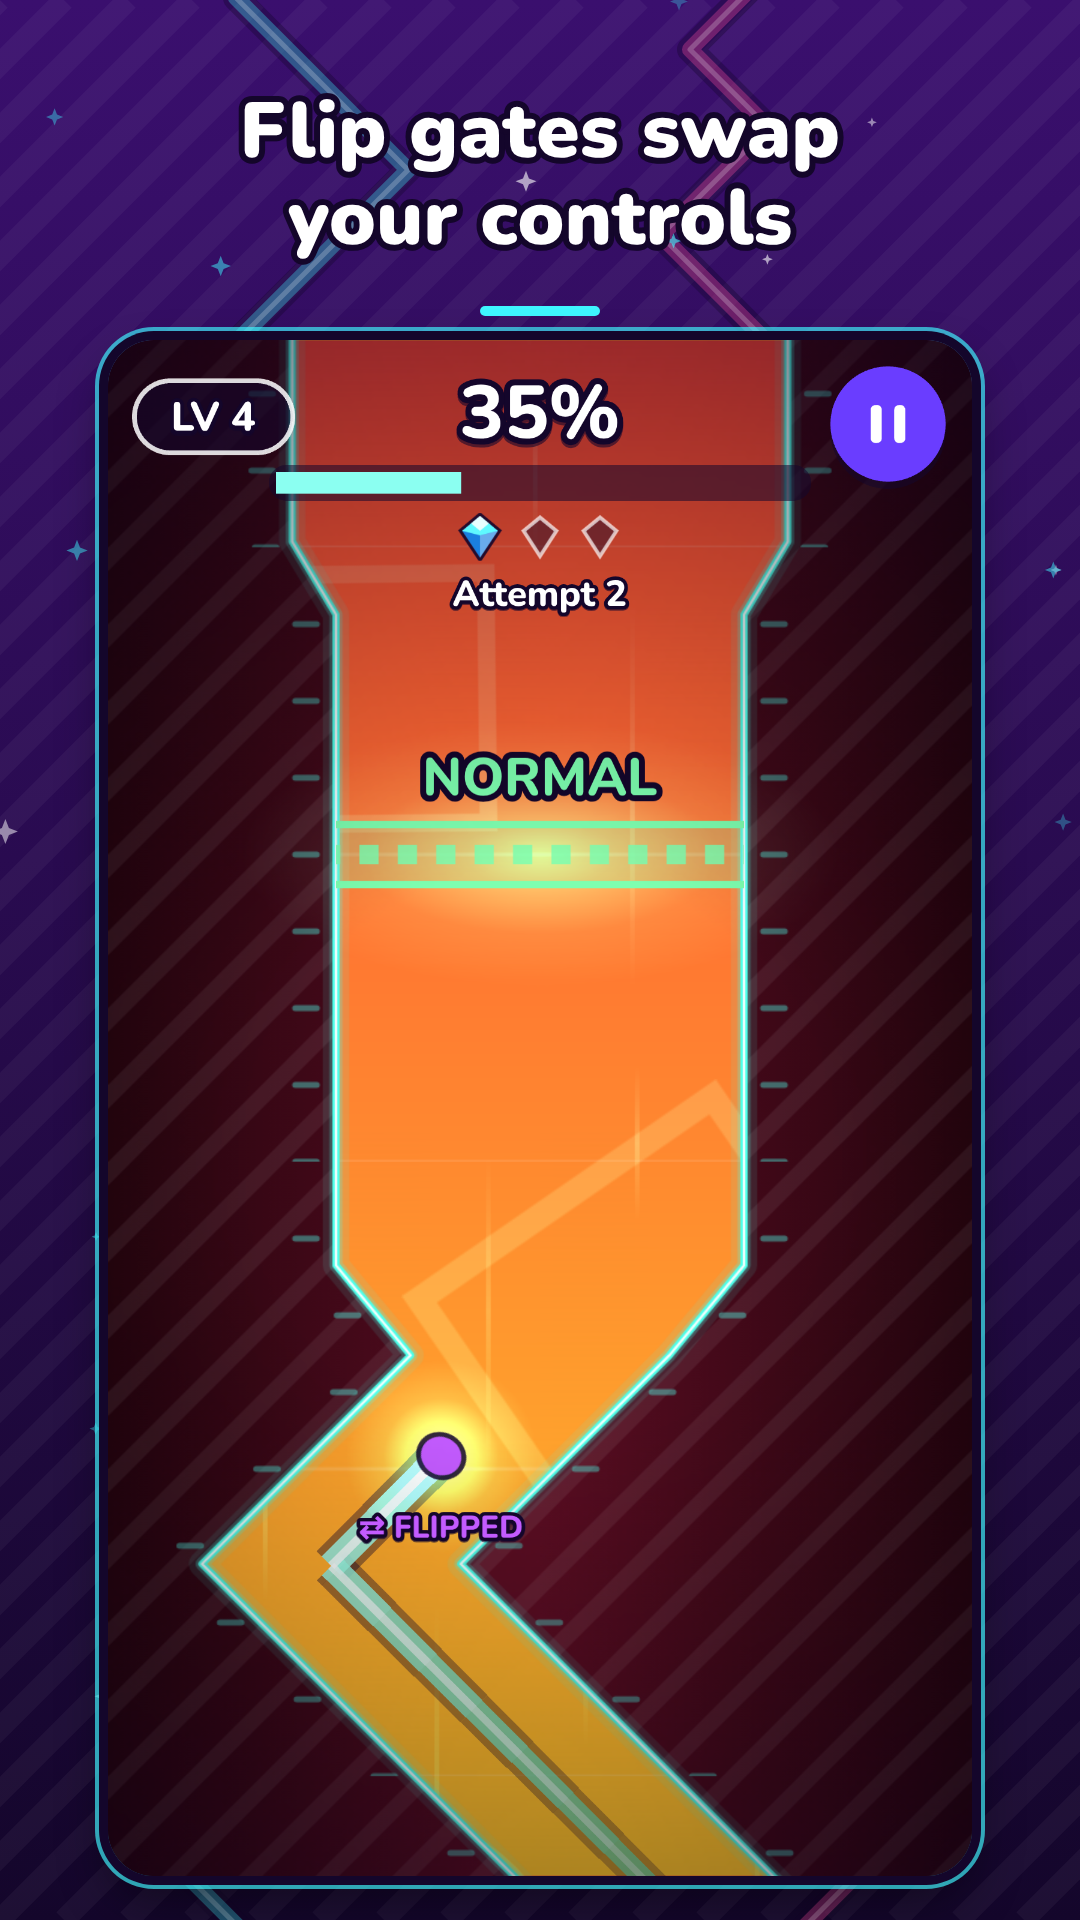 Flip gates swap
your controls
LV 4
35%
Attempt 2
NORMAL
⇄ FLIPPED